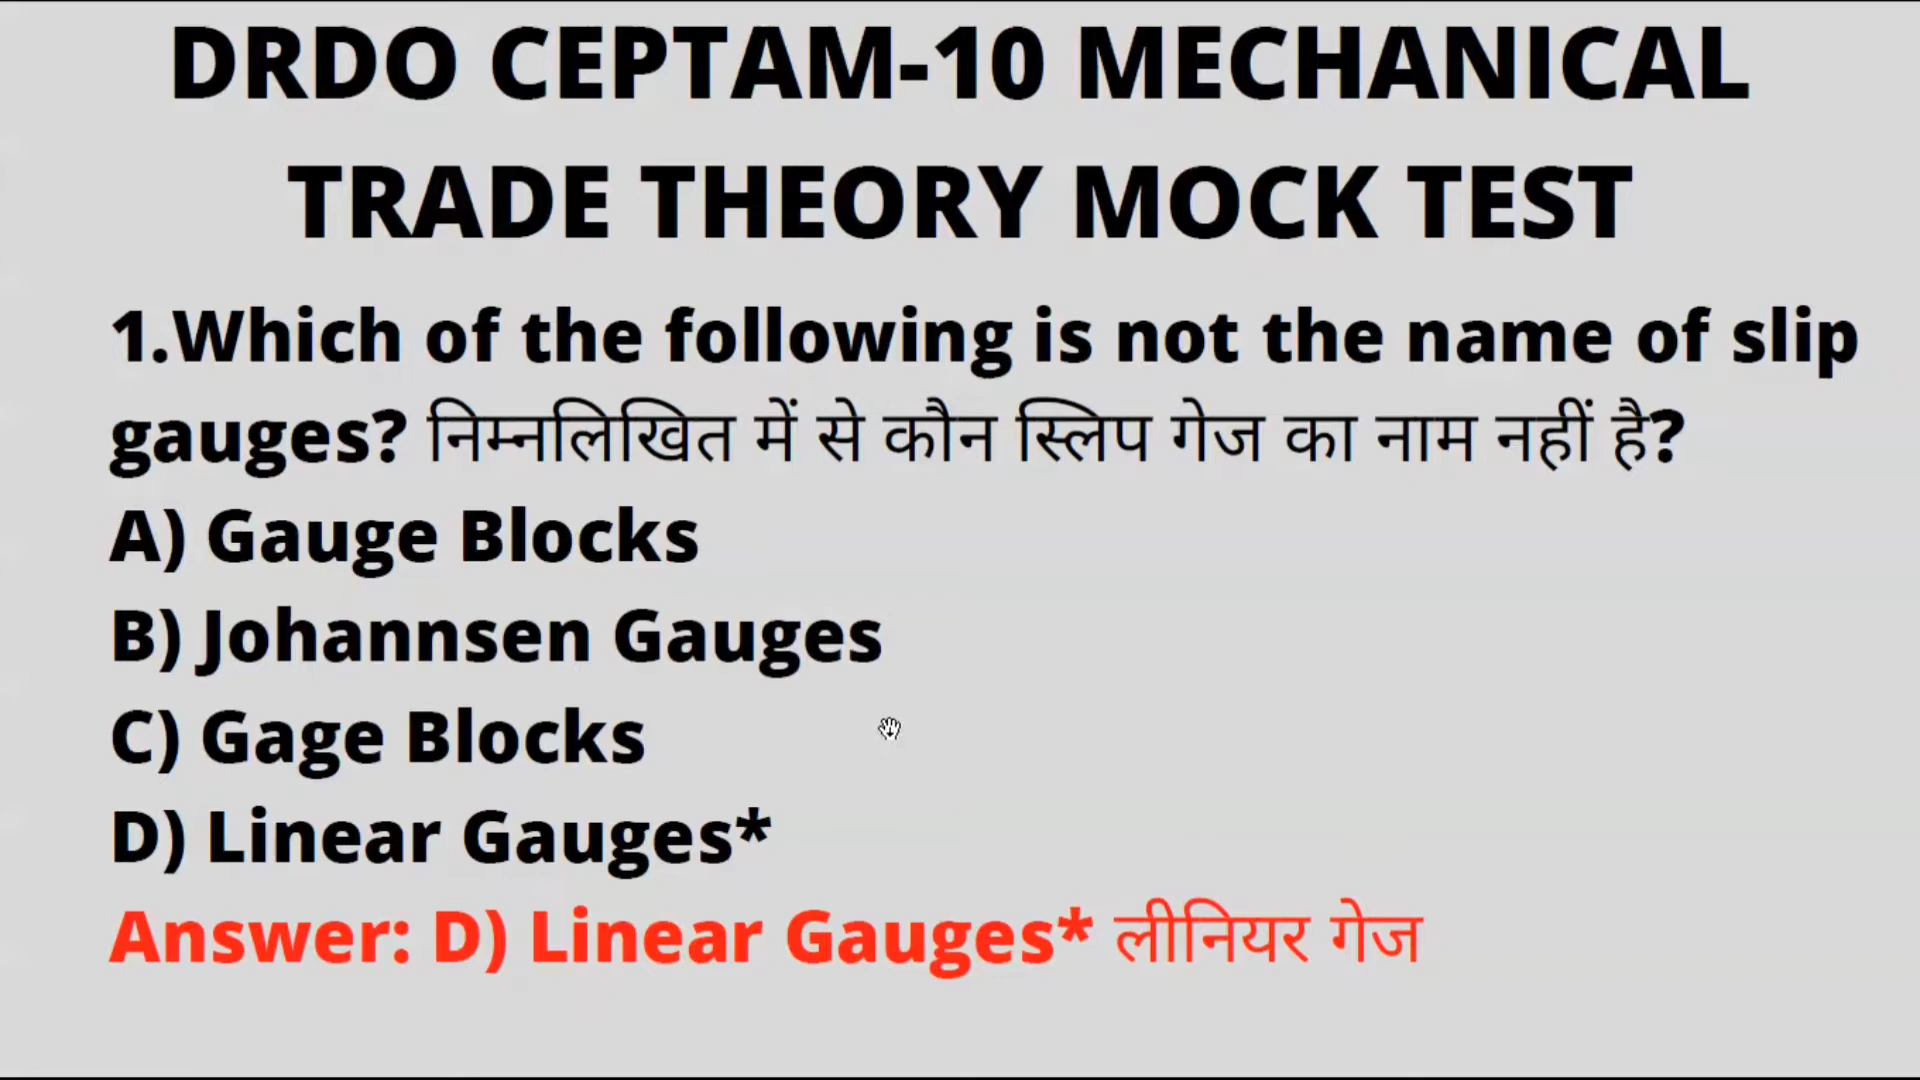 DRDO CEPTAM-10 MECHANICAL
TRADE THEORY MOCK TEST
1.Which of the following is not the name of slip
gauges? निम्नलिखित में से कौन स्लिप गेज का नाम नहीं है?
A) Gauge Blocks
B) Johannsen Gauges
C) Gage Blocks
D) Linear Gauges*
Answer: D) Linear Gauges* लीनियर गेज